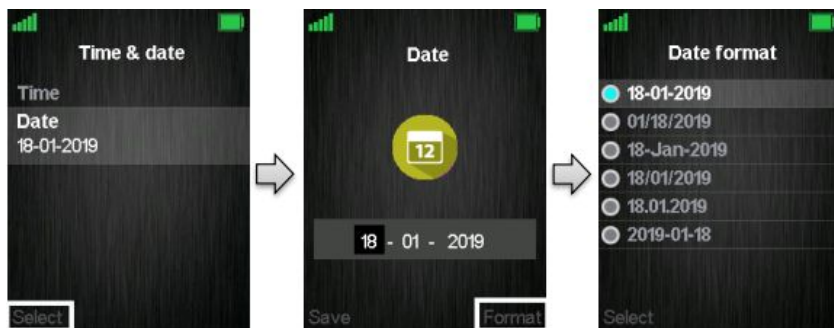 Time & date
Time
Date
18-01-2019
Select
Date
12
18 - 01 - 2019
Save
Format
Date format
18-01-2019
01/18/2019
18-Jan-2019
18/01/2019
18.01.2019
2019-01-18
Select